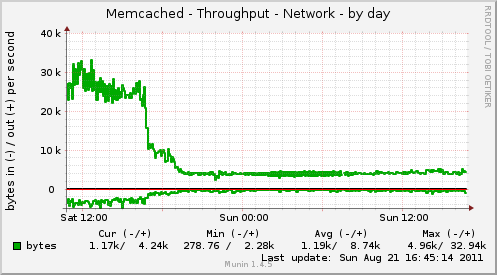 Memcached - Throughput - Network - by day
RRDTOOL / TOBI OETIKER
bytes in (-) / out (+) per second
40 k
30 k
20 k
10 k
0
Sat 12:00 Sun 00:00 Sun 12:00
Cur (-/+) Min (-/+) Avg (-/+) Max (-/+)
bytes 1.17k/ 4.24k 278.76 / 2.28k 1.19k/ 8.74k 4.96k/ 32.94k
Last update: Sun Aug 21 16:45:14 2011
Munin 1.4.5